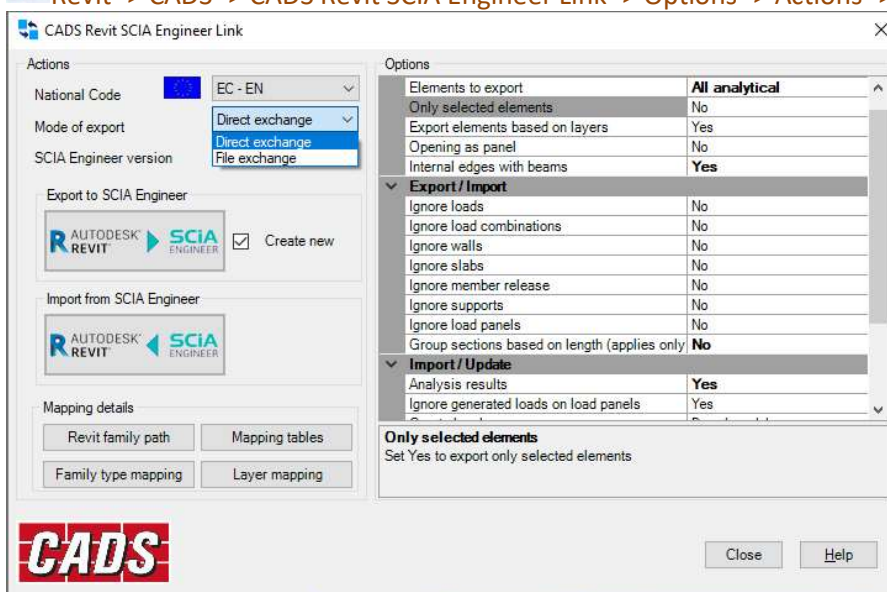 Revit -> CADS -> CADS Revit SCIA Engineer Link -> Options -> Actions ->
CADS Revit SCIA Engineer Link
Actions
National Code
EC - EN
Mode of export
Direct exchange
Direct exchange
File exchange
SCIA Engineer version
Export to SCIA Engineer
AUTODESK REVIT SCIA ENGINEER
Create new
Import from SCIA Engineer
AUTODESK REVIT SCIA ENGINEER
Mapping details
Revit family path
Mapping tables
Family type mapping
Layer mapping
CADS
Options
Elements to export All analytical
Only selected elements No
Export elements based on layers Yes
Opening as panel No
Internal edges with beams Yes
Export / Import
Ignore loads No
Ignore load combinations No
Ignore walls No
Ignore slabs No
Ignore member release No
Ignore supports No
Ignore load panels No
Group sections based on length (applies only No
Import / Update
Analysis results Yes
Ignore generated loads on load panels Yes
Only selected elements
Set Yes to export only selected elements
Close
Help